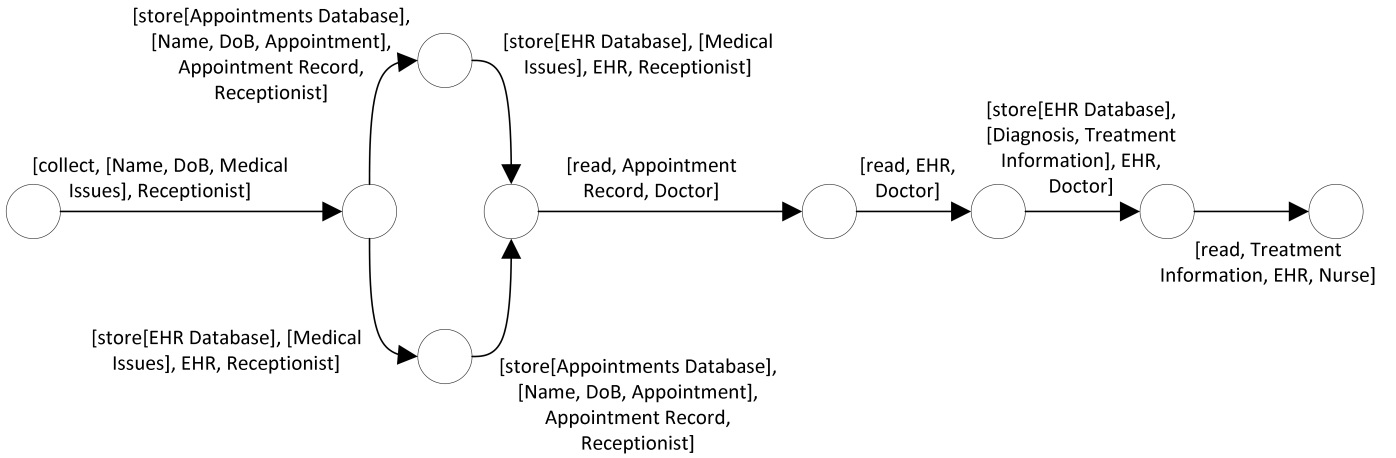 [store[Appointments Database],
[Name, DoB, Appointment],
Appointment Record,
Receptionist]
[store[EHR Database], [Medical
Issues], EHR, Receptionist]
[collect, [Name, DoB, Medical
Issues], Receptionist]
[read, Appointment
Record, Doctor]
[read, EHR,
Doctor]
[store[EHR Database],
[Diagnosis, Treatment
Information], EHR,
Doctor]
[read, Treatment
Information, EHR, Nurse]
[store[EHR Database], [Medical
Issues], EHR, Receptionist]
[store[Appointments Database],
[Name, DoB, Appointment],
Appointment Record,
Receptionist]